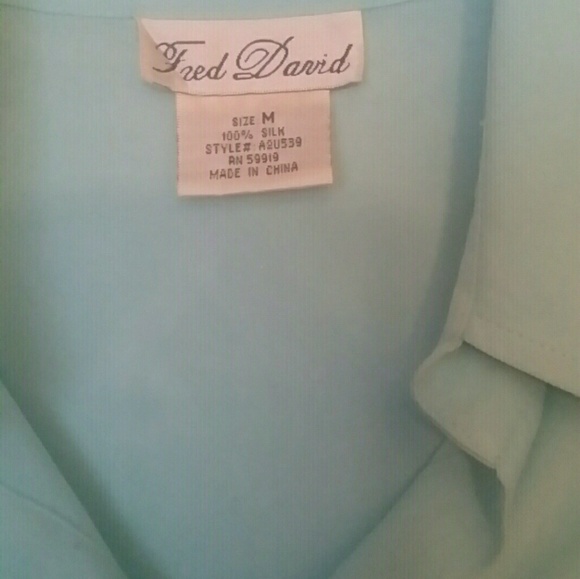 Fred David
SIZE M
100% SILK
STYLE# A2U539
RN 59919
MADE IN CHINA